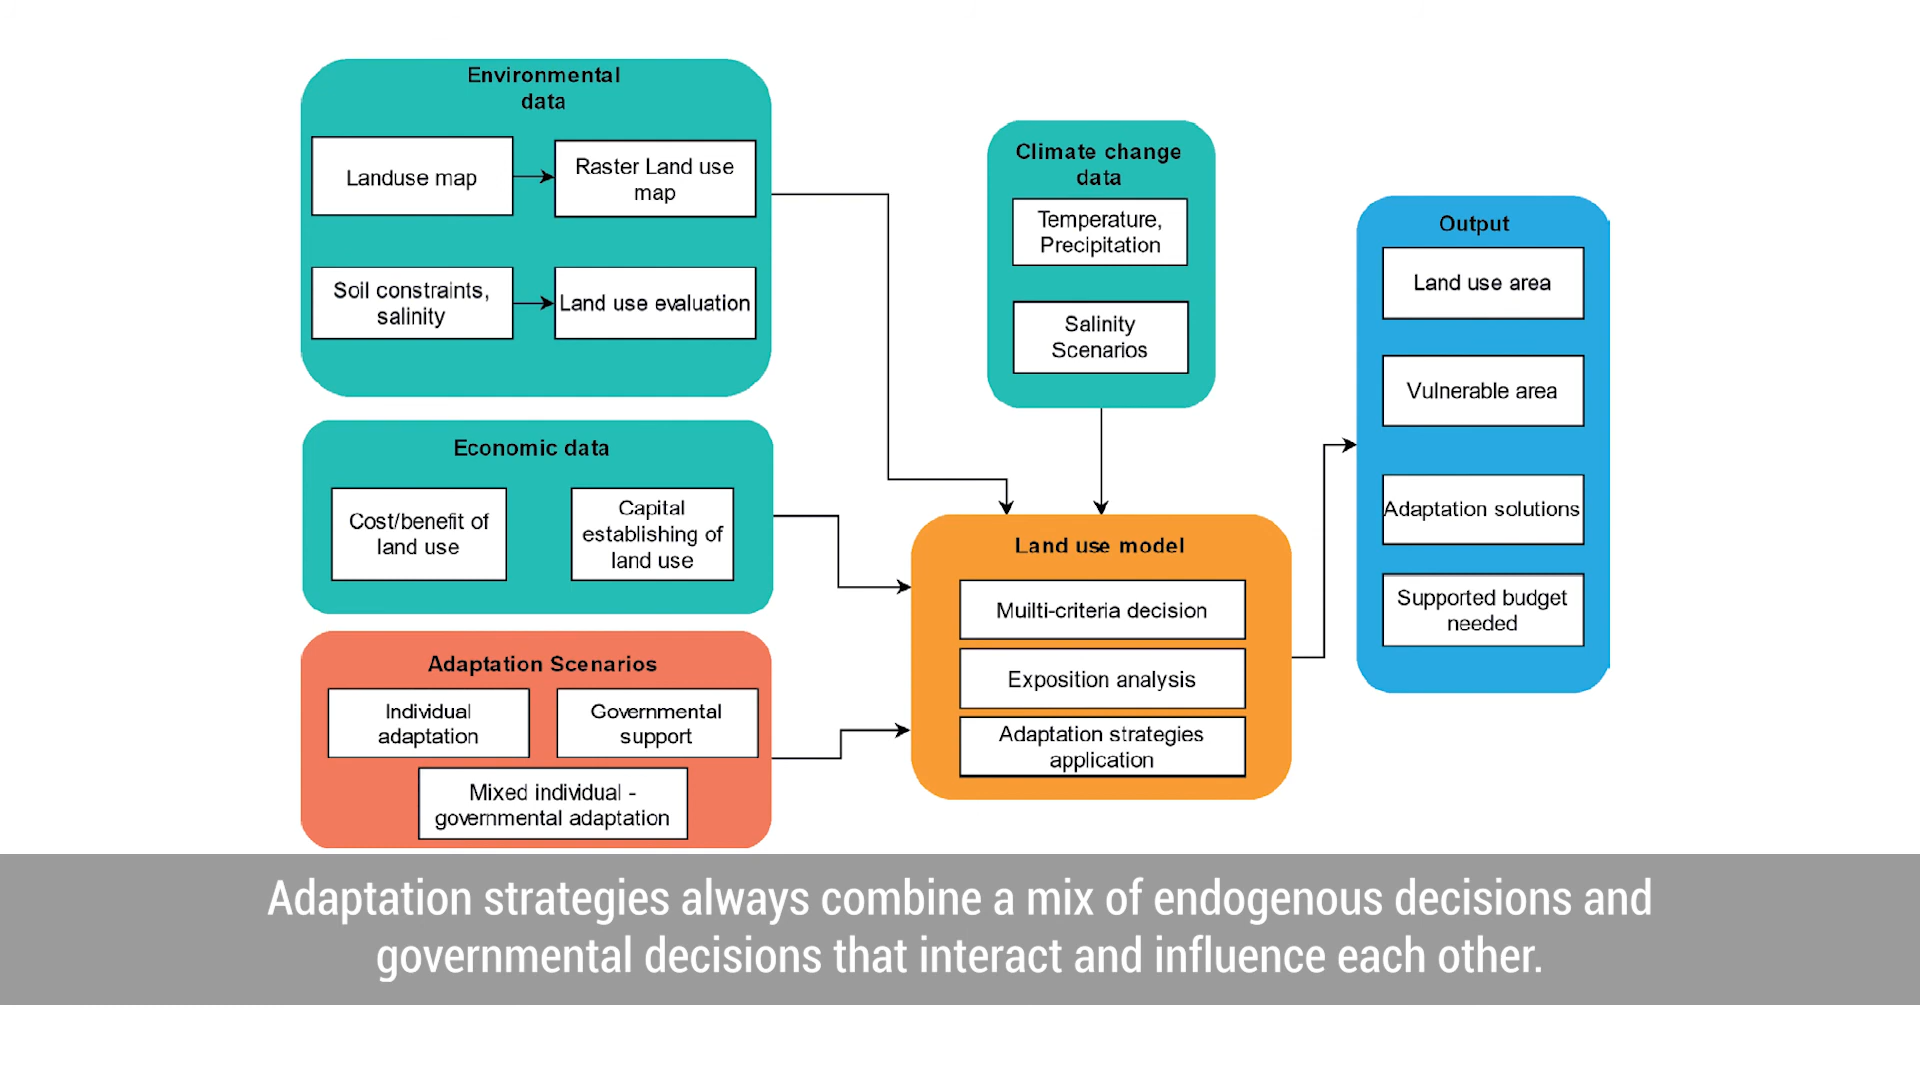 Environmental
data
Landuse map
Raster Land use
map
Soil constraints,
salinity
Land use evaluation
Economic data
Cost/benefit of
land use
Capital
establishing of
land use
Adaptation Scenarios
Individual
adaptation
Governmental
support
Mixed individual -
governmental adaptation
Climate change
data
Temperature,
Precipitation
Salinity
Scenarios
Land use model
Muilti-criteria decision
Exposition analysis
Adaptation strategies
application
Output
Land use area
Vulnerable area
Adaptation solutions
Supported budget
needed
Adaptation strategies always combine a mix of endogenous decisions and
governmental decisions that interact and influence each other.